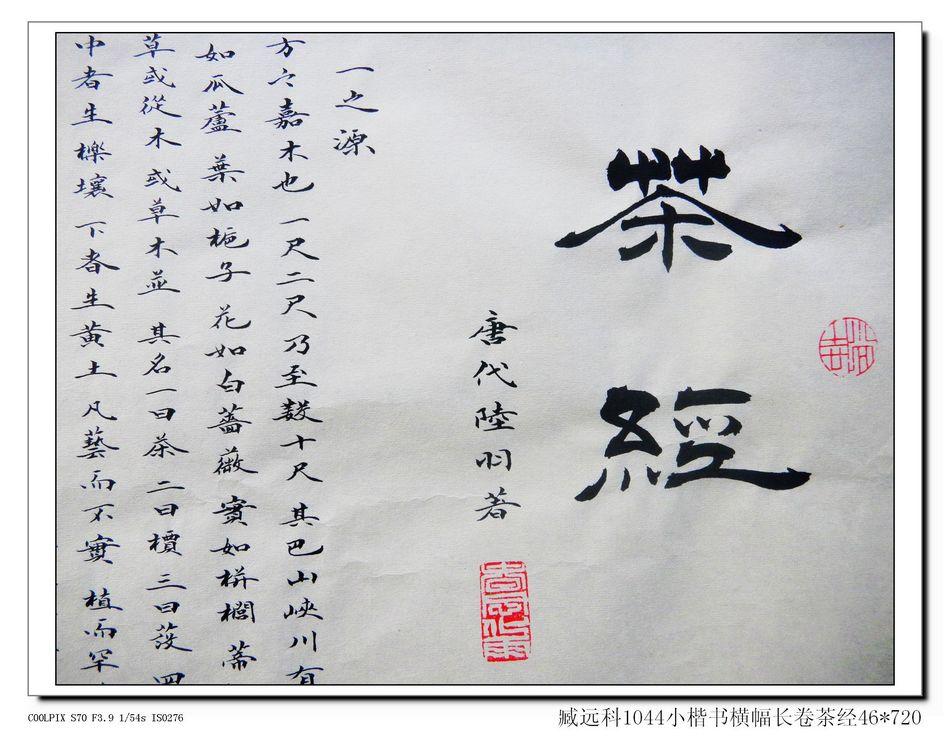 茶經
唐代陸羽著
一之源
方之嘉木也 一尺二尺乃至數十尺 其巴山峽川有
如瓜蘆 葉如梔子 花如白薔薇 實如栟櫚 蒂
草或從木 或草木並 其名一曰茶 二曰檟 三曰蔎 四
中者生櫟壤 下者生黃土 凡藝而不實 植而罕
COOLPIX S70 F3.9 1/54s ISO276
臧远科1044小楷书横幅长卷茶经46*720